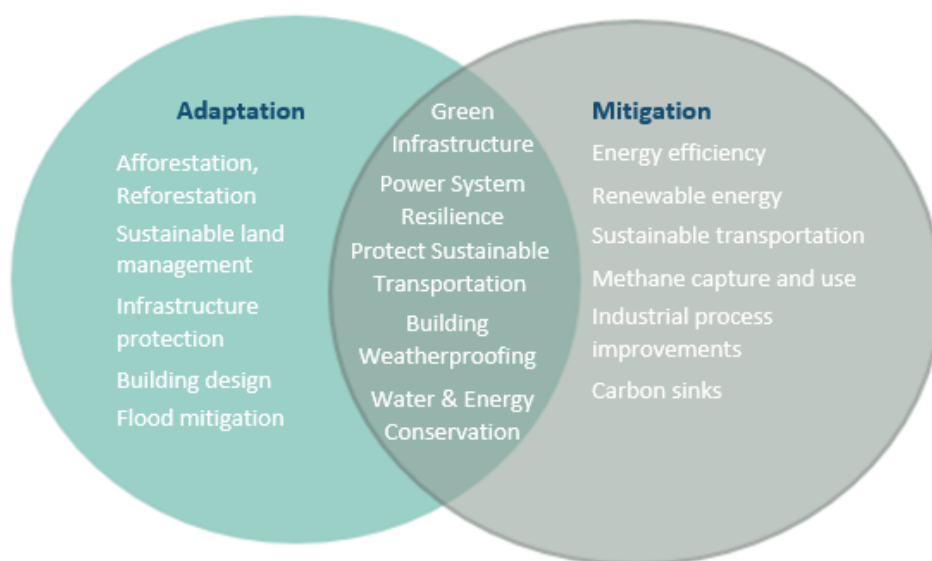 Adaptation
Afforestation,
Reforestation
Sustainable land
management
Infrastructure
protection
Building design
Flood mitigation
Green
Infrastructure
Power System
Resilience
Protect Sustainable
Transportation
Building
Weatherproofing
Water & Energy
Conservation
Mitigation
Energy efficiency
Renewable energy
Sustainable transportation
Methane capture and use
Industrial process
improvements
Carbon sinks